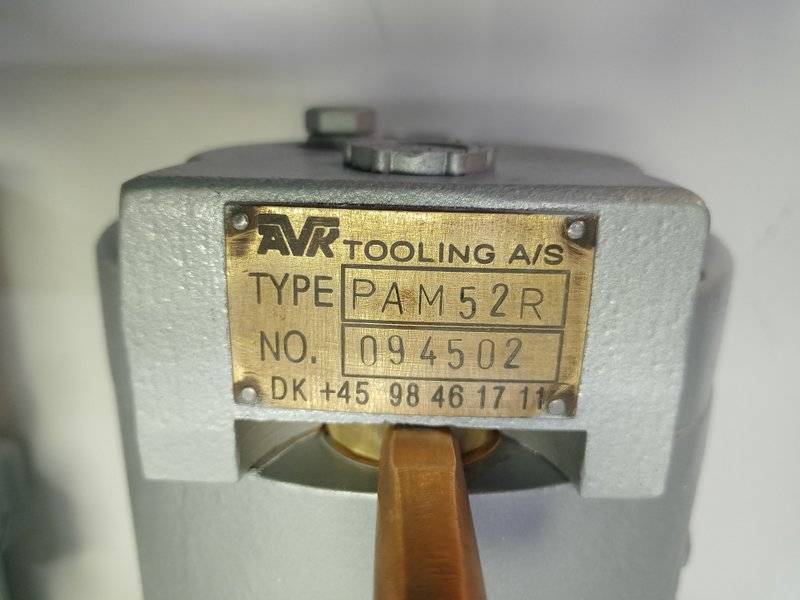 AVK TOOLING A/S
TYPE PAM52R
NO. 094502
DK +45 98 46 17 11